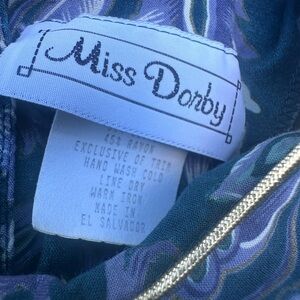 Miss Dorby
RAYON
EXCLUSIVE OF TRIM
HAND WASH COLD
LINE DRY
WARM IRON
MADE IN
EL SALVADOR